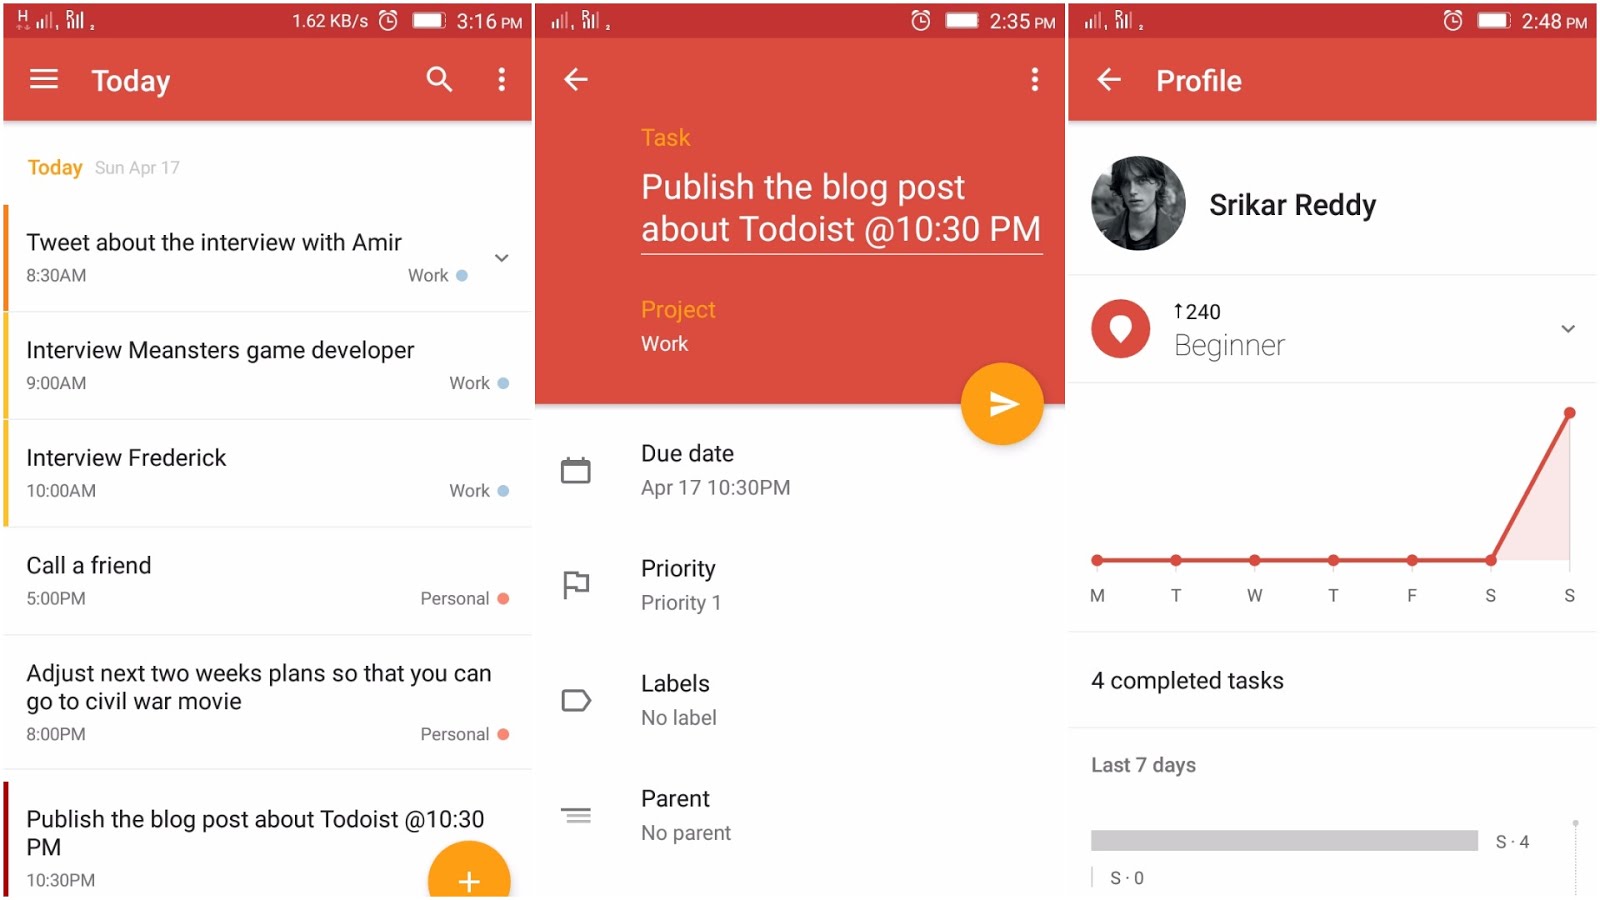 H
R
1.62 KB/s
3:16 PM
Today
Today Sun Apr 17
Tweet about the interview with Amir
8:30AM
Work
Interview Meansters game developer
9:00AM
Work
Interview Frederick
10:00AM
Work
Call a friend
5:00PM
Personal
Adjust next two weeks plans so that you can
go to civil war movie
8:00PM
Personal
Publish the blog post about Todoist @10:30
PM
10:30PM
+
R
2:35 PM
Task
Publish the blog post
about Todoist @10:30 PM
Project
Work
Due date
Apr 17 10:30PM
Priority
Priority 1
Labels
No label
Parent
No parent
R
2:48 PM
Profile
Srikar Reddy
↑240
Beginner
M T W T F S S
4 completed tasks
Last 7 days
S · 4
S · 0